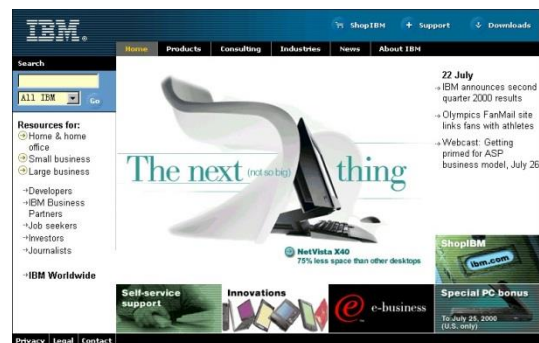 IBM.
ShopIBM
+ Support
Downloads
Home Products Consulting Industries News About IBM
Search
All IBM
Go
Resources for:
Home & home
office
Small business
Large business
→Developers
→IBM Business
Partners
→Job seekers
→Investors
→Journalists
→IBM Worldwide
The next (not so big) thing
NetVista X40
75% less space than other desktops
22 July
→IBM announces second
quarter 2000 results
→Olympics FanMail site
links fans with athletes
→Webcast: Getting
primed for ASP
business model, July 26
ShopIBM
ibm.com
Self-service
support
Innovations
e e-business
Special PC bonus
To July 25, 2000
(U.S. only)
Privacy Legal Contact